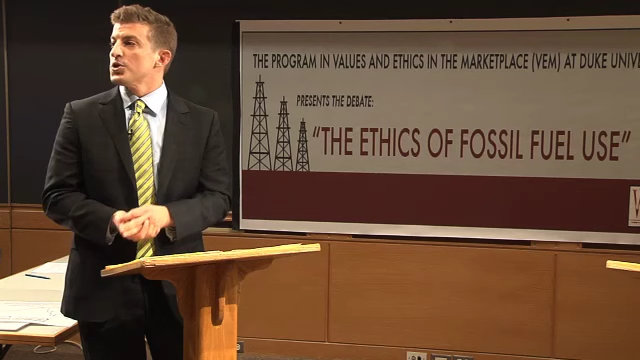 THE PROGRAM IN VALUES AND ETHICS IN THE MARKETPLACE (VEM) AT DUKE
PRESENTS THE DEBATE:
"THE ETHICS OF FOSSIL FUEL USE"